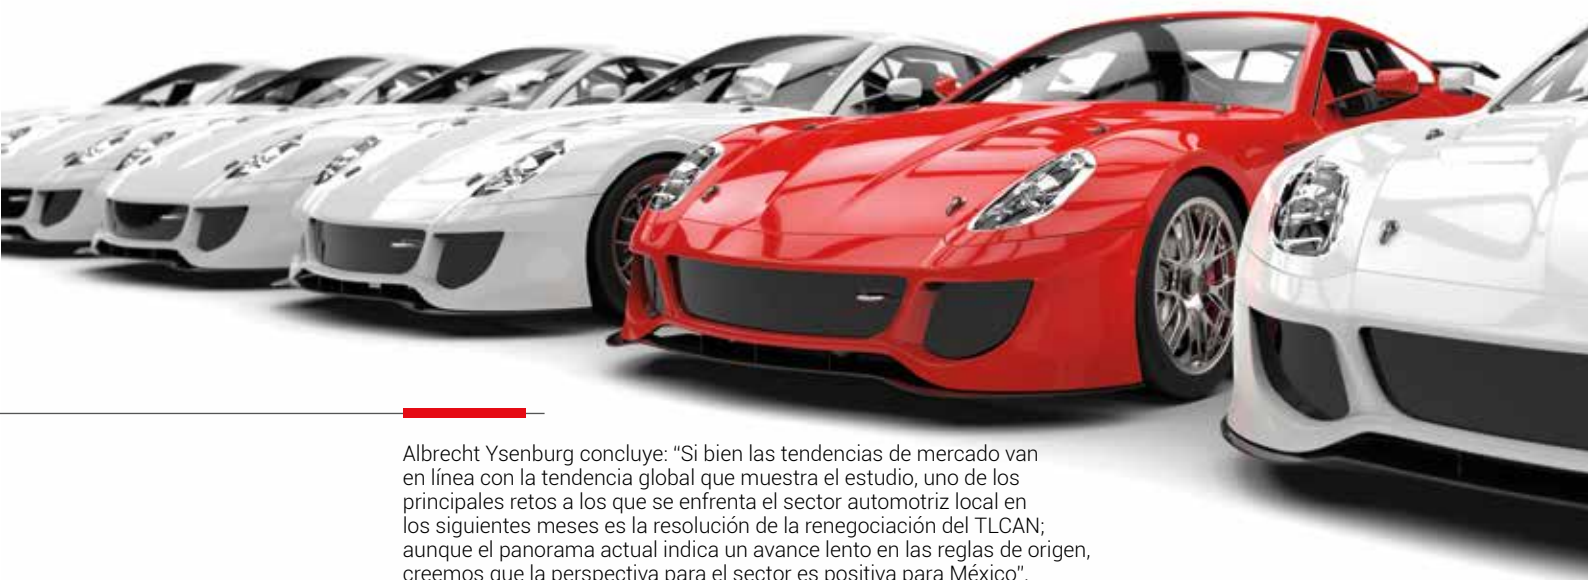 Albrecht Ysenburg concluye: “Si bien las tendencias de mercado van
en línea con la tendencia global que muestra el estudio, uno de los
principales retos a los que se enfrenta el sector automotriz local en
los siguientes meses es la resolución de la renegociación del TLCAN;
aunque el panorama actual indica un avance lento en las reglas de origen,
creemos que la perspectiva para el sector es positiva para México”.